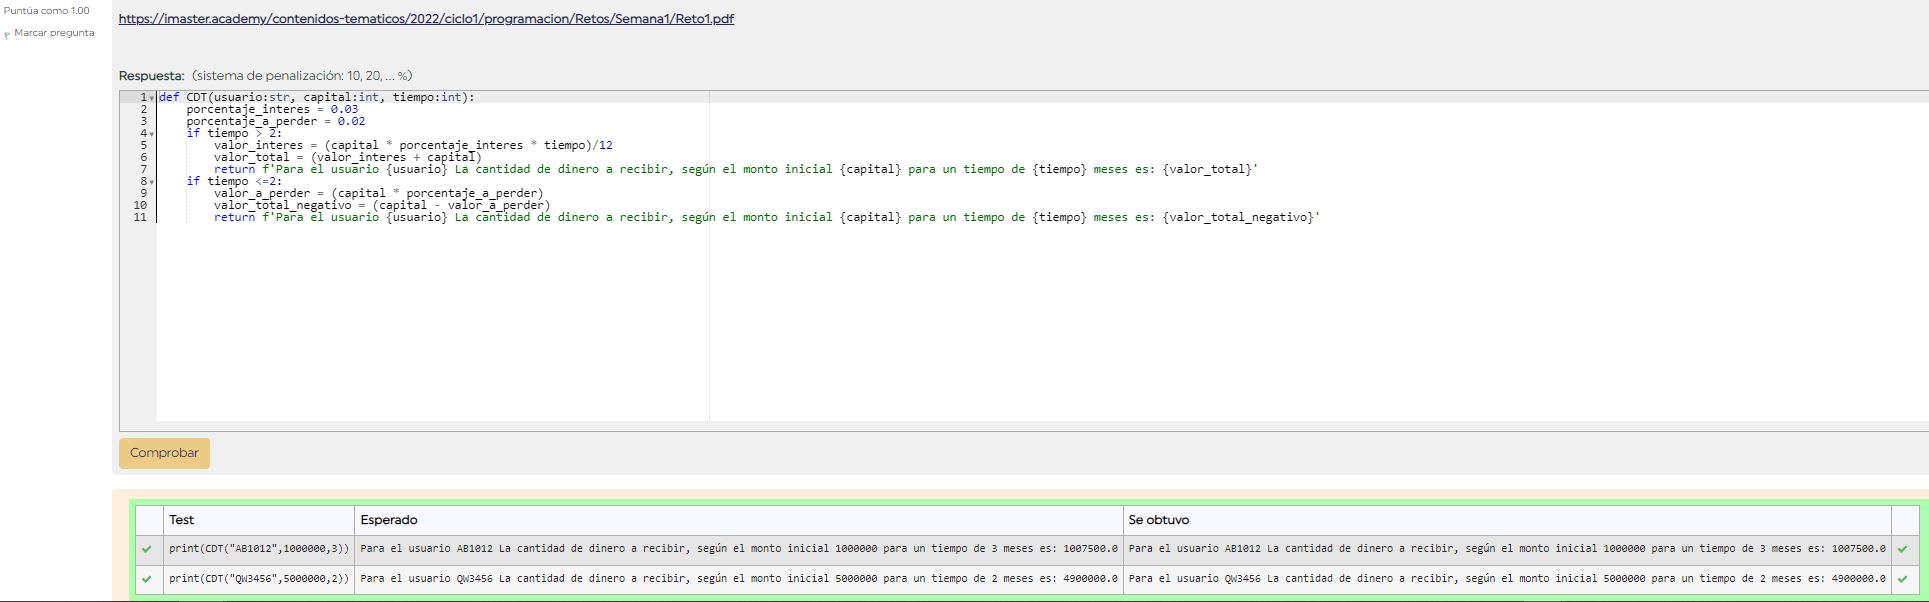 Puntúa como 1.00
Marcar pregunta
https://imaster.academy/contenidos-tematicos/2022/ciclo1/programacion/Retos/Semana1/Reto1.pdf
Respuesta: (sistema de penalización: 10, 20, ... %)
1 def CDT(usuario:str, capital:int, tiempo:int):
2 porcentaje_interes = 0.03
3 porcentaje_a_perder = 0.02
4 if tiempo > 2:
5 valor_interes = (capital * porcentaje_interes * tiempo)/12
6 valor_total = (valor_interes + capital)
7 return f'Para el usuario {usuario} La cantidad de dinero a recibir, según el monto inicial {capital} para un tiempo de {tiempo} meses es: {valor_total}'
8 if tiempo <=2:
9 valor_a_perder = (capital * porcentaje_a_perder)
10 valor_total_negativo = (capital - valor_a_perder)
11 return f'Para el usuario {usuario} La cantidad de dinero a recibir, según el monto inicial {capital} para un tiempo de {tiempo} meses es: {valor_total_negativo}'
Comprobar
Test Esperado Se obtuvo
print(CDT("AB1012",1000000,3)) Para el usuario AB1012 La cantidad de dinero a recibir, según el monto inicial 1000000 para un tiempo de 3 meses es: 1007500.0 Para el usuario AB1012 La cantidad de dinero a recibir, según el monto inicial 1000000 para un tiempo de 3 meses es: 1007500.0
print(CDT("QW3456",5000000,2)) Para el usuario QW3456 La cantidad de dinero a recibir, según el monto inicial 5000000 para un tiempo de 2 meses es: 4900000.0 Para el usuario QW3456 La cantidad de dinero a recibir, según el monto inicial 5000000 para un tiempo de 2 meses es: 4900000.0